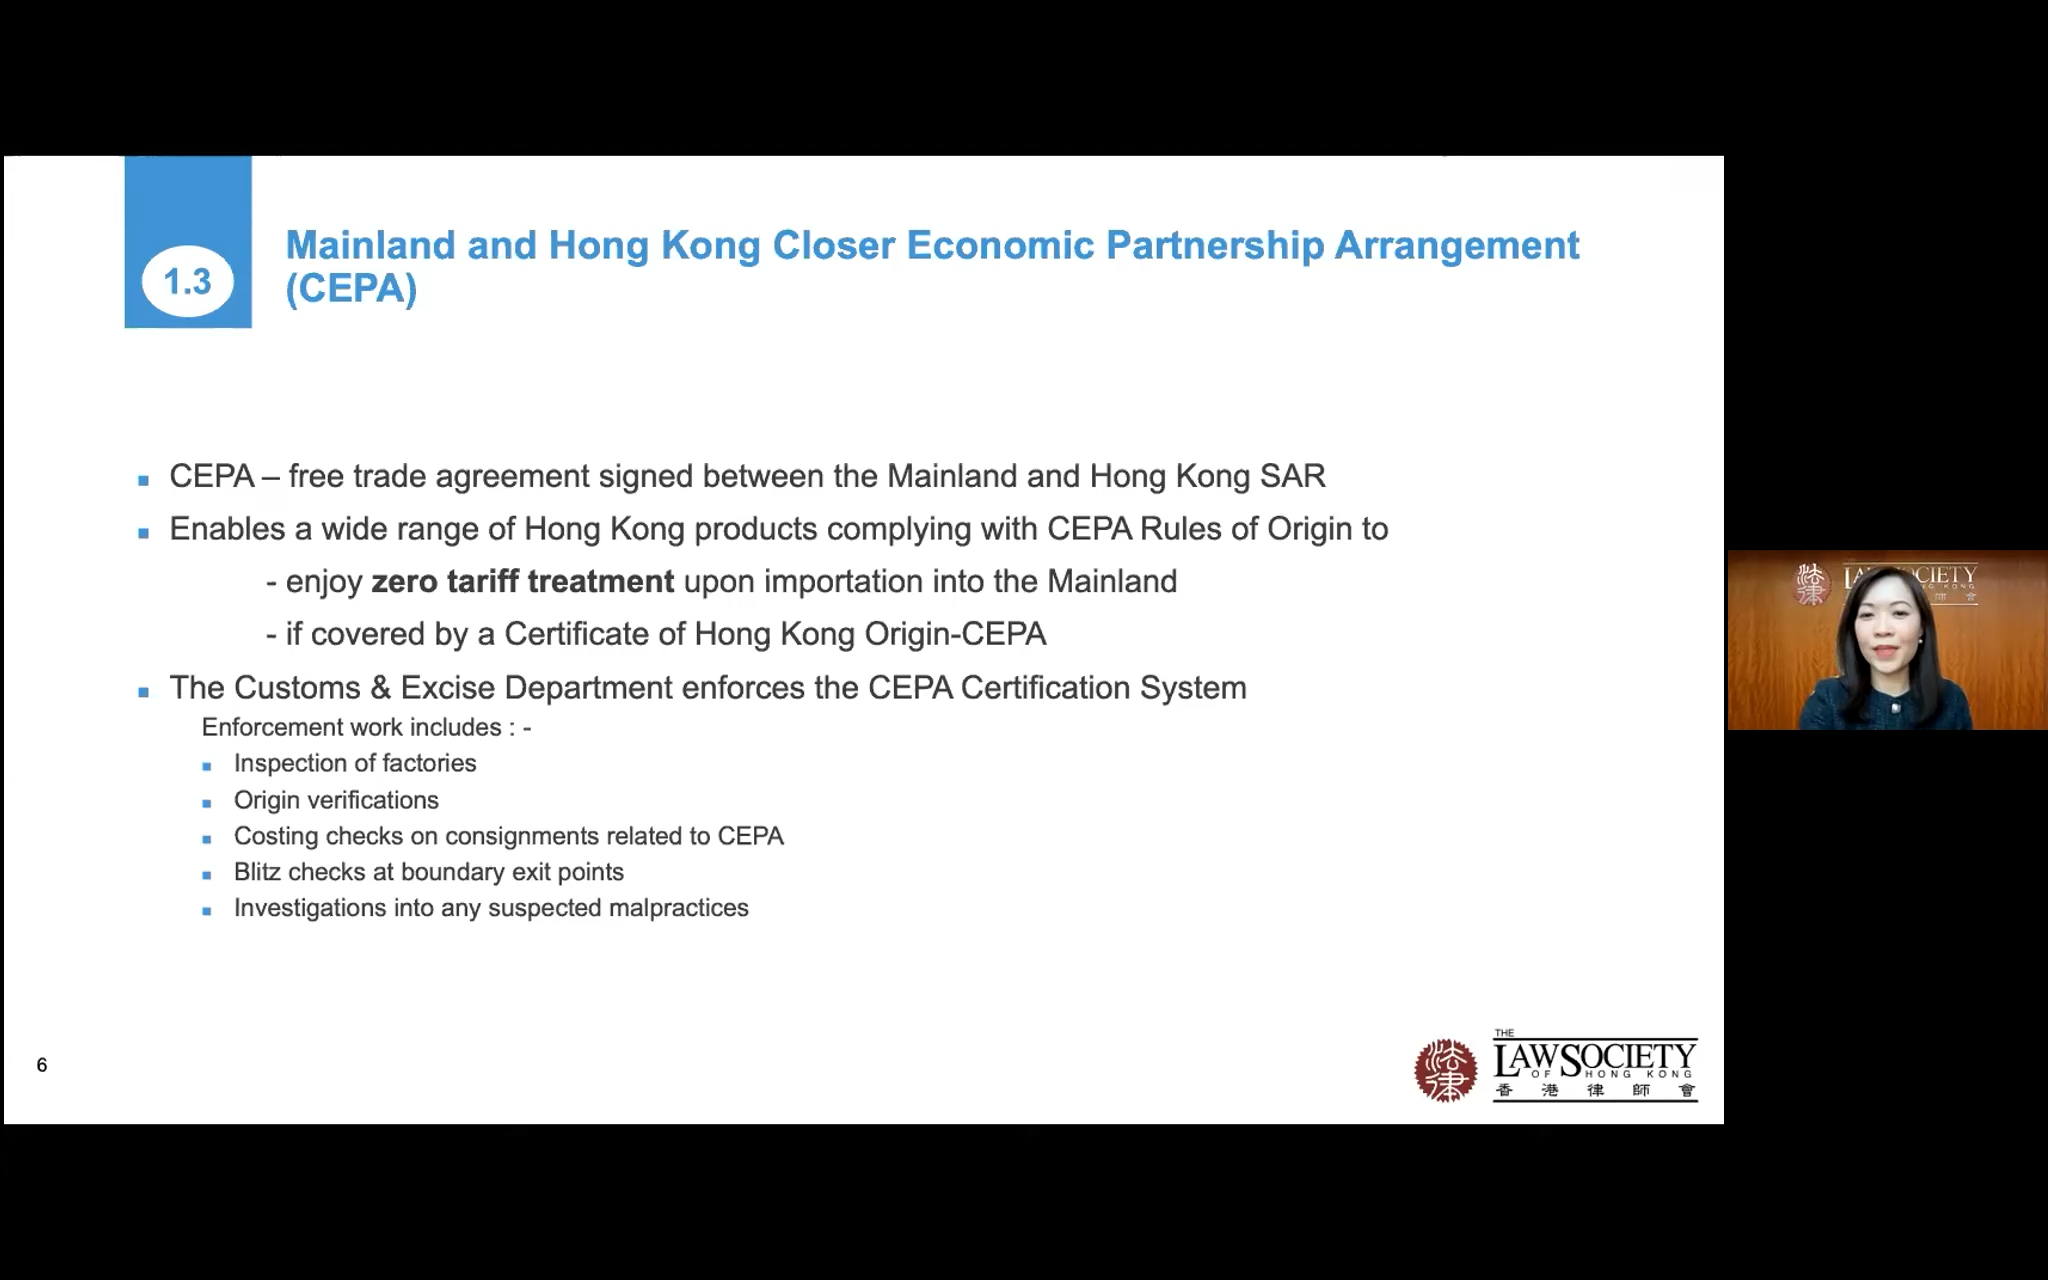 1.3
Mainland and Hong Kong Closer Economic Partnership Arrangement
(CEPA)
CEPA – free trade agreement signed between the Mainland and Hong Kong SAR
Enables a wide range of Hong Kong products complying with CEPA Rules of Origin to
- enjoy zero tariff treatment upon importation into the Mainland
- if covered by a Certificate of Hong Kong Origin-CEPA
The Customs & Excise Department enforces the CEPA Certification System
Enforcement work includes : -
Inspection of factories
Origin verifications
Costing checks on consignments related to CEPA
Blitz checks at boundary exit points
Investigations into any suspected malpractices
6
法律
THE
LAW SOCIETY
OF HONG KONG
香港律師會